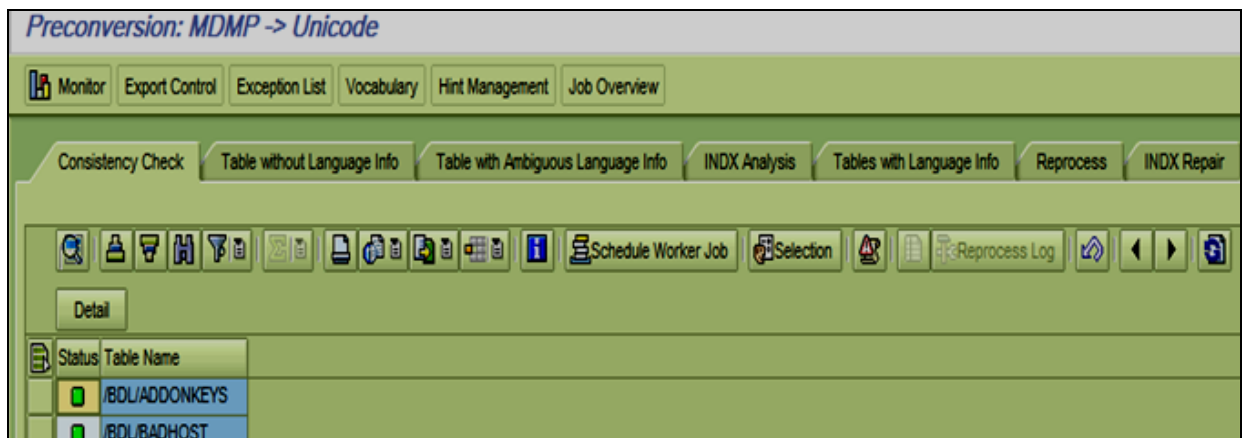 Preconversion: MDMP -> Unicode
Monitor Export Control Exception List Vocabulary Hint Management Job Overview
Consistency Check Table without Language Info Table with Ambiguous Language Info INDX Analysis Tables with Language Info Reprocess INDX Repair
Schedule Worker Job Selection Reprocess Log
Detail
Status Table Name
/BDL/ADDONKEYS
/BDL/BADHOST